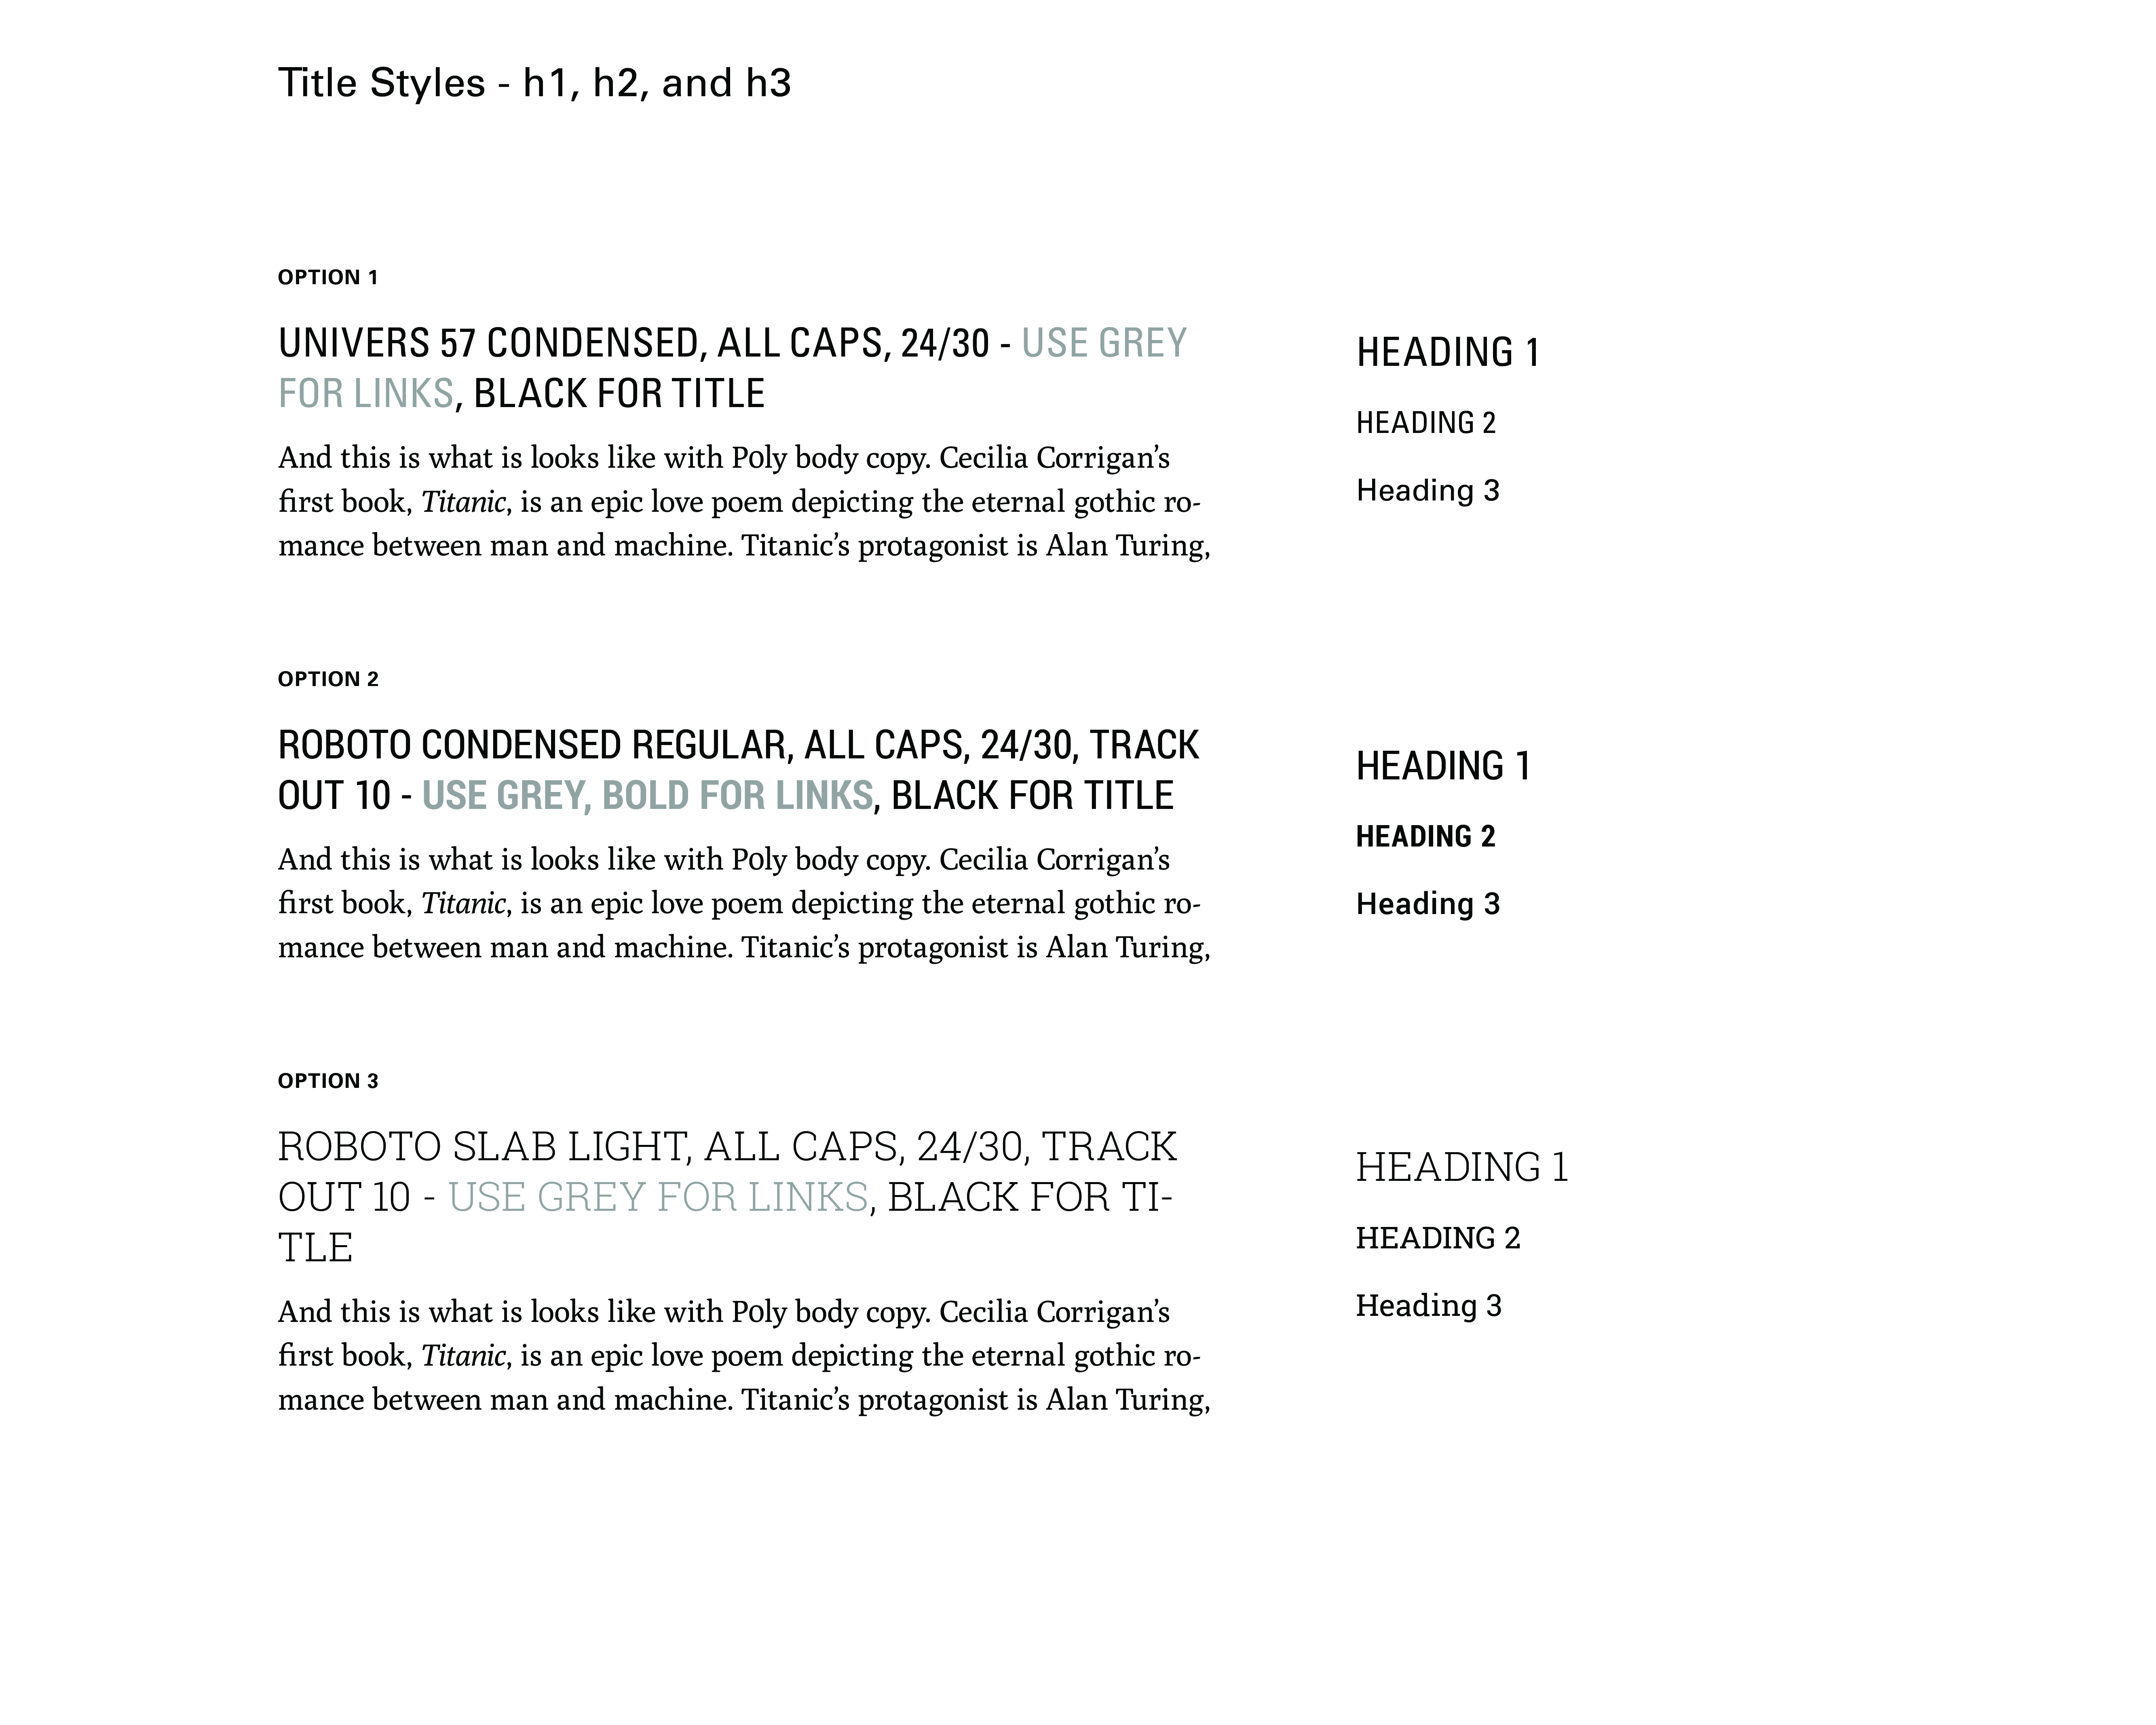 Title Styles - h1, h2, and h3
OPTION 1
UNIVERS 57 CONDENSED, ALL CAPS, 24/30 - USE GREY
FOR LINKS, BLACK FOR TITLE
And this is what is looks like with Poly body copy. Cecilia Corrigan’s
first book, Titanic, is an epic love poem depicting the eternal gothic ro-
mance between man and machine. Titanic’s protagonist is Alan Turing,
HEADING 1
HEADING 2
Heading 3
OPTION 2
ROBOTO CONDENSED REGULAR, ALL CAPS, 24/30, TRACK
OUT 10 - USE GREY, BOLD FOR LINKS, BLACK FOR TITLE
And this is what is looks like with Poly body copy. Cecilia Corrigan’s
first book, Titanic, is an epic love poem depicting the eternal gothic ro-
mance between man and machine. Titanic’s protagonist is Alan Turing,
HEADING 1
HEADING 2
Heading 3
OPTION 3
ROBOTO SLAB LIGHT, ALL CAPS, 24/30, TRACK
OUT 10 - USE GREY FOR LINKS, BLACK FOR TI-
TLE
And this is what is looks like with Poly body copy. Cecilia Corrigan’s
first book, Titanic, is an epic love poem depicting the eternal gothic ro-
mance between man and machine. Titanic’s protagonist is Alan Turing,
HEADING 1
HEADING 2
Heading 3